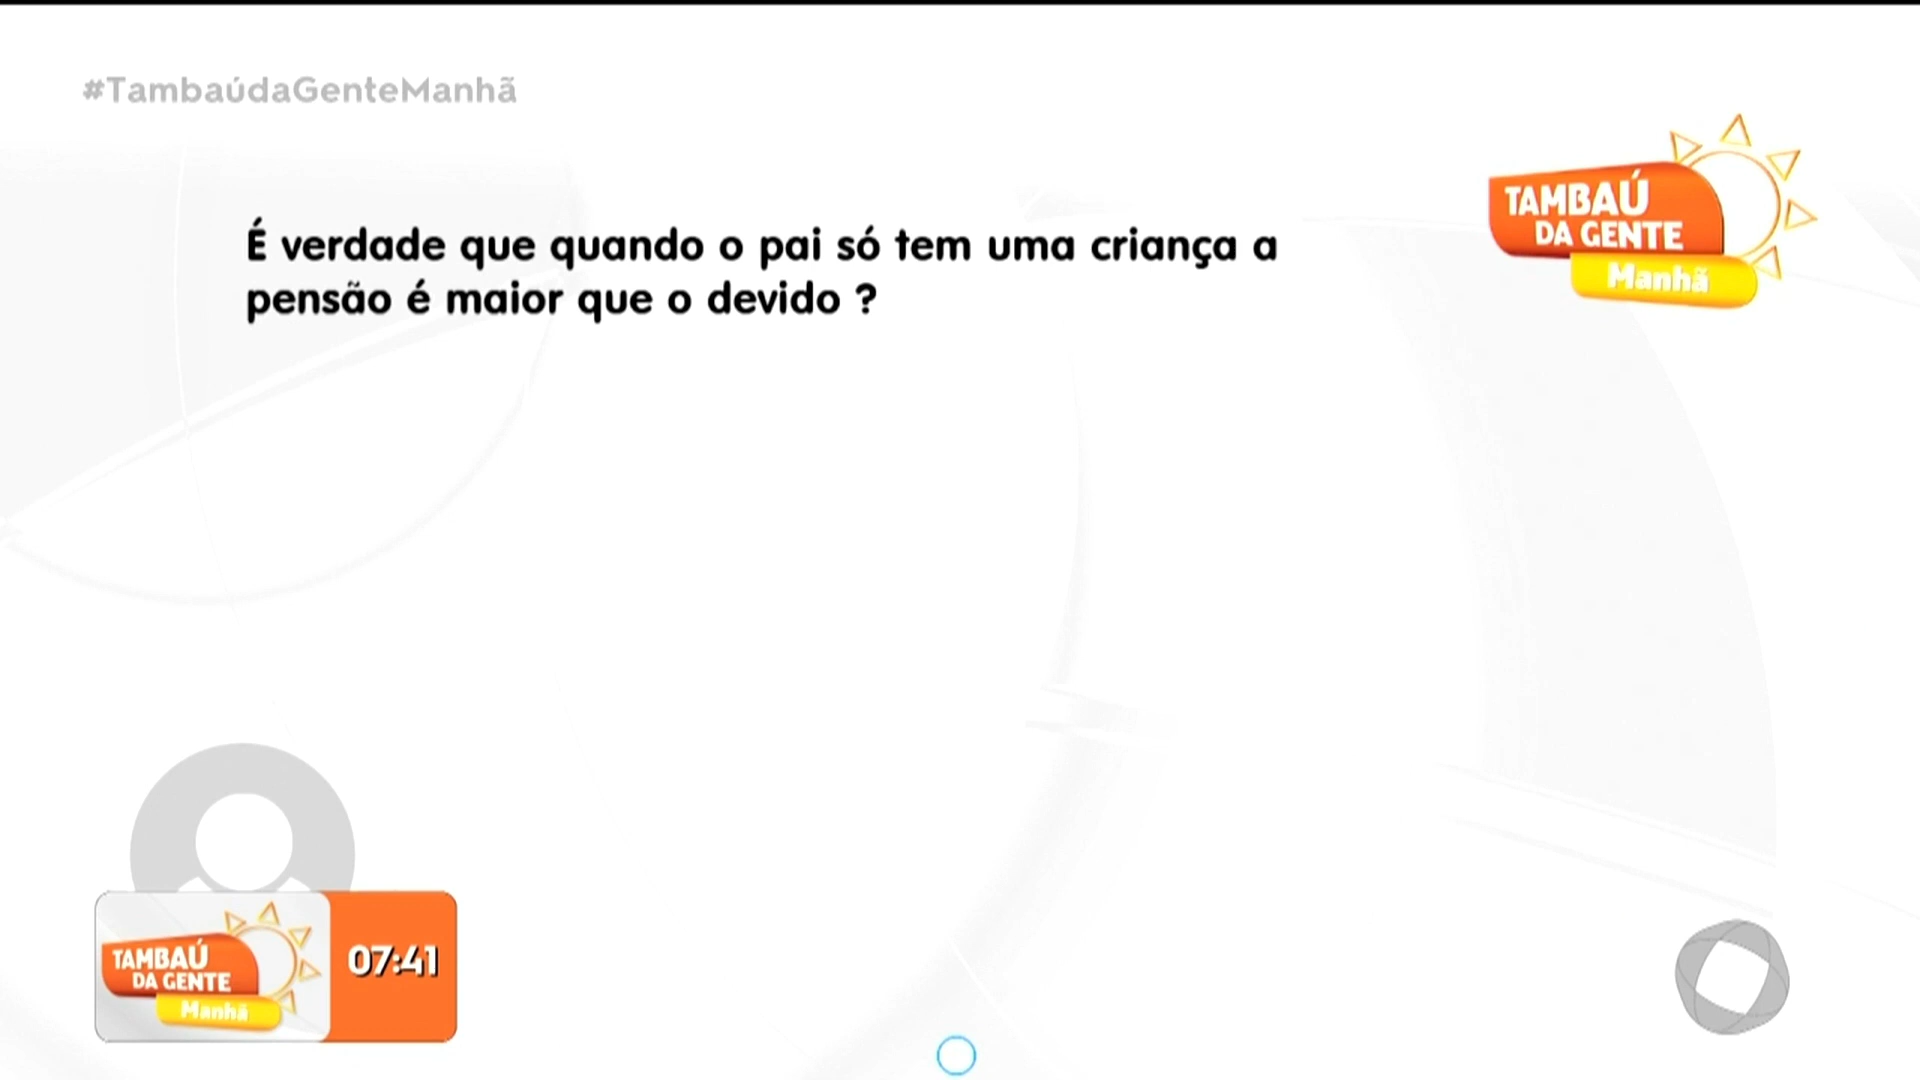 #TambaúdaGenteManhã
TAMBAÚ
DA GENTE
Manhã
É verdade que quando o pai só tem uma criança a
pensão é maior que o devido ?
TAMBAÚ
DA GENTE
Manhã
07:41